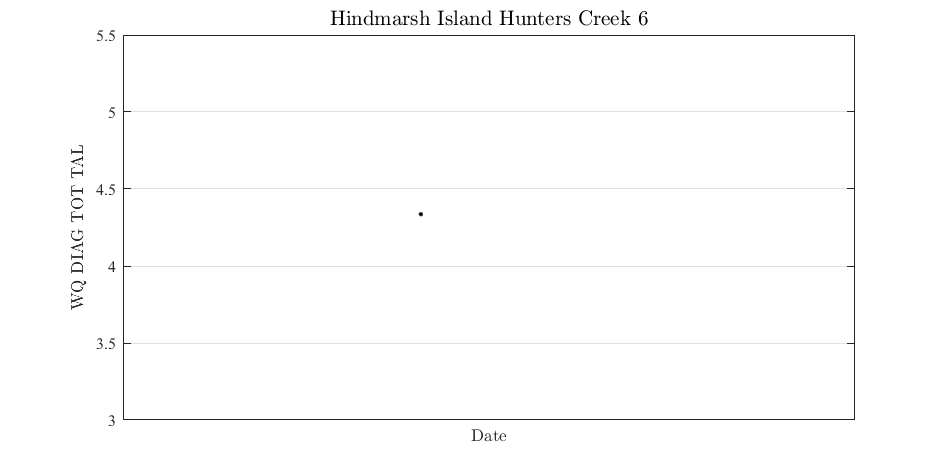 Hindmarsh Island Hunters Creek 6
5.5
5
4.5
4
3.5
3
WQ DIAG TOT TAL
Date